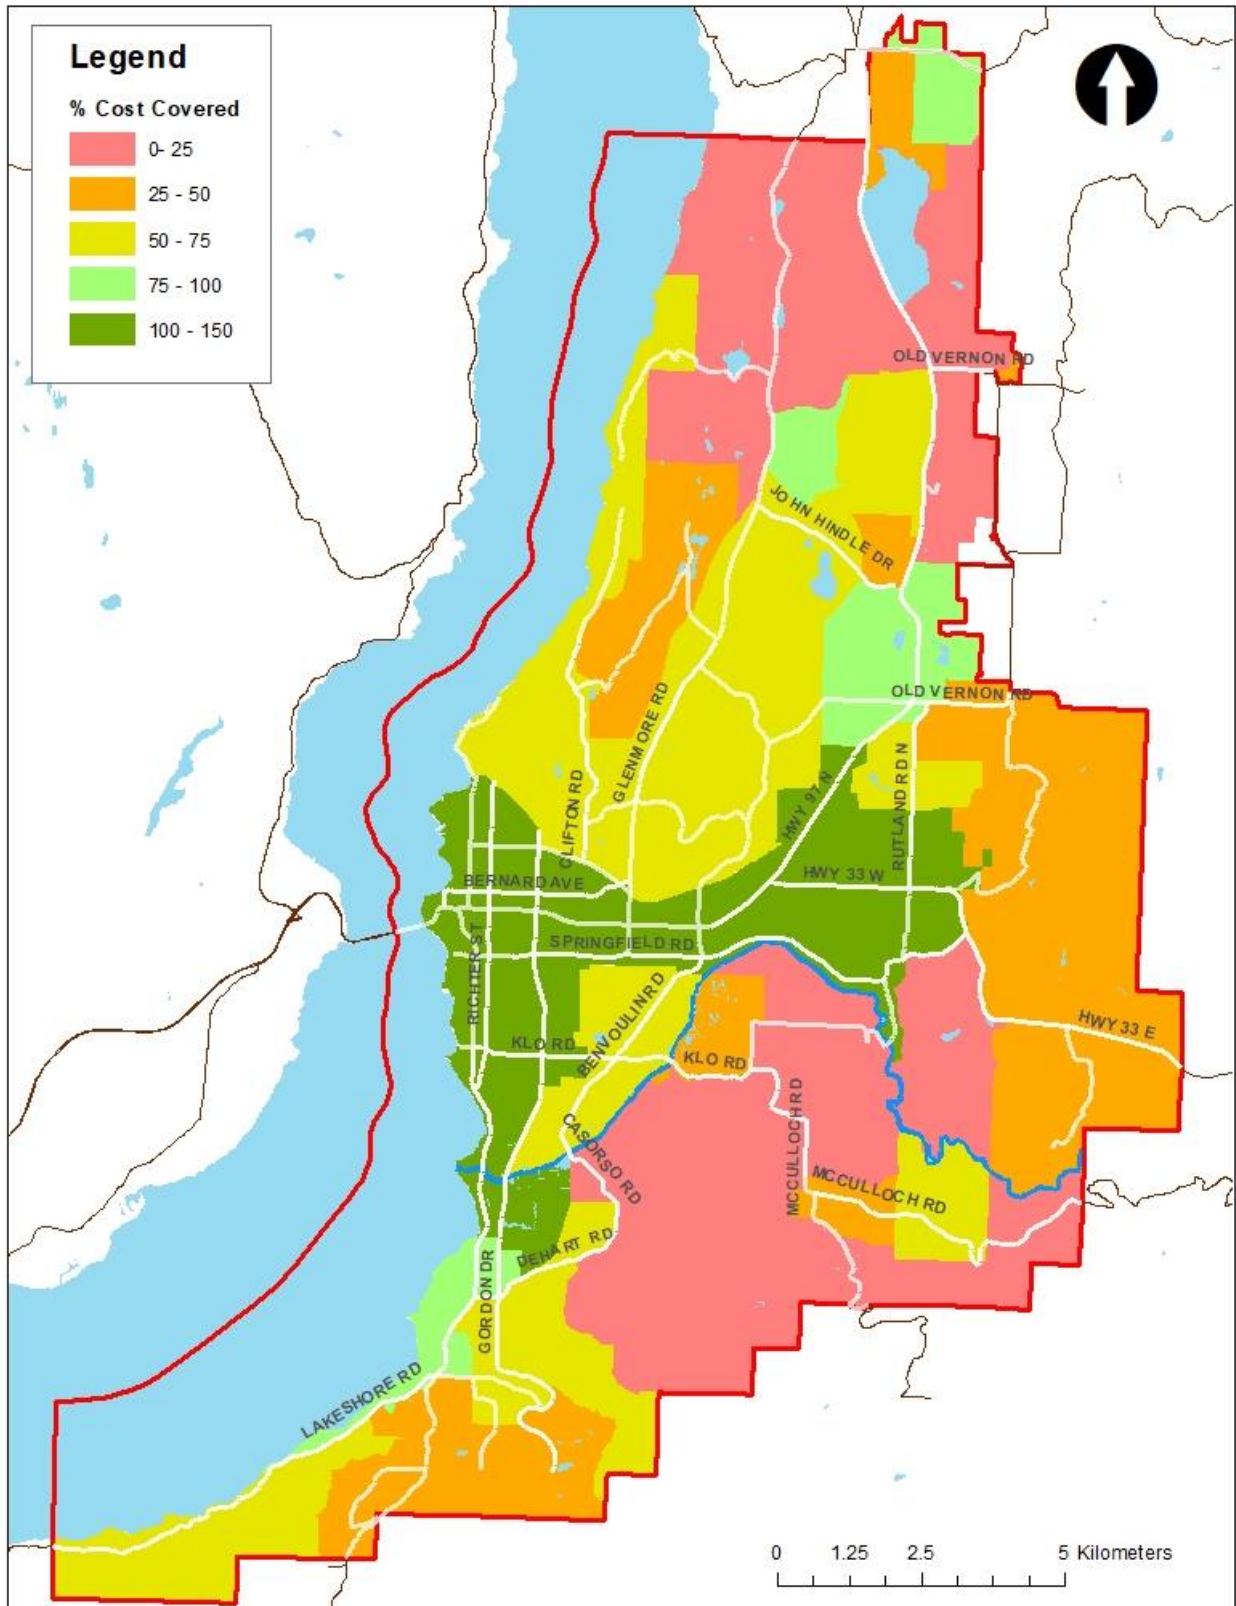 Legend
% Cost Covered
0- 25
25 - 50
50 - 75
75 - 100
100 - 150
OLD VERNON RD
JOHN HINDLE DR
OLD VERNON RD
GLENMORE RD
CLIFTON RD
HWY 97 N
RUTLAND RD N
BERNARD AVE
HWY 33 W
SPRINGFIELD RD
RICHTER ST
BENVOULIN RD
HWY 33 E
KLO RD
KLO RD
CASORSO RD
MCCULLOCH RD
MCCULLOCH RD
DEHART RD
GORDON DR
LAKESHORE RD
0 1.25 2.5 5 Kilometers